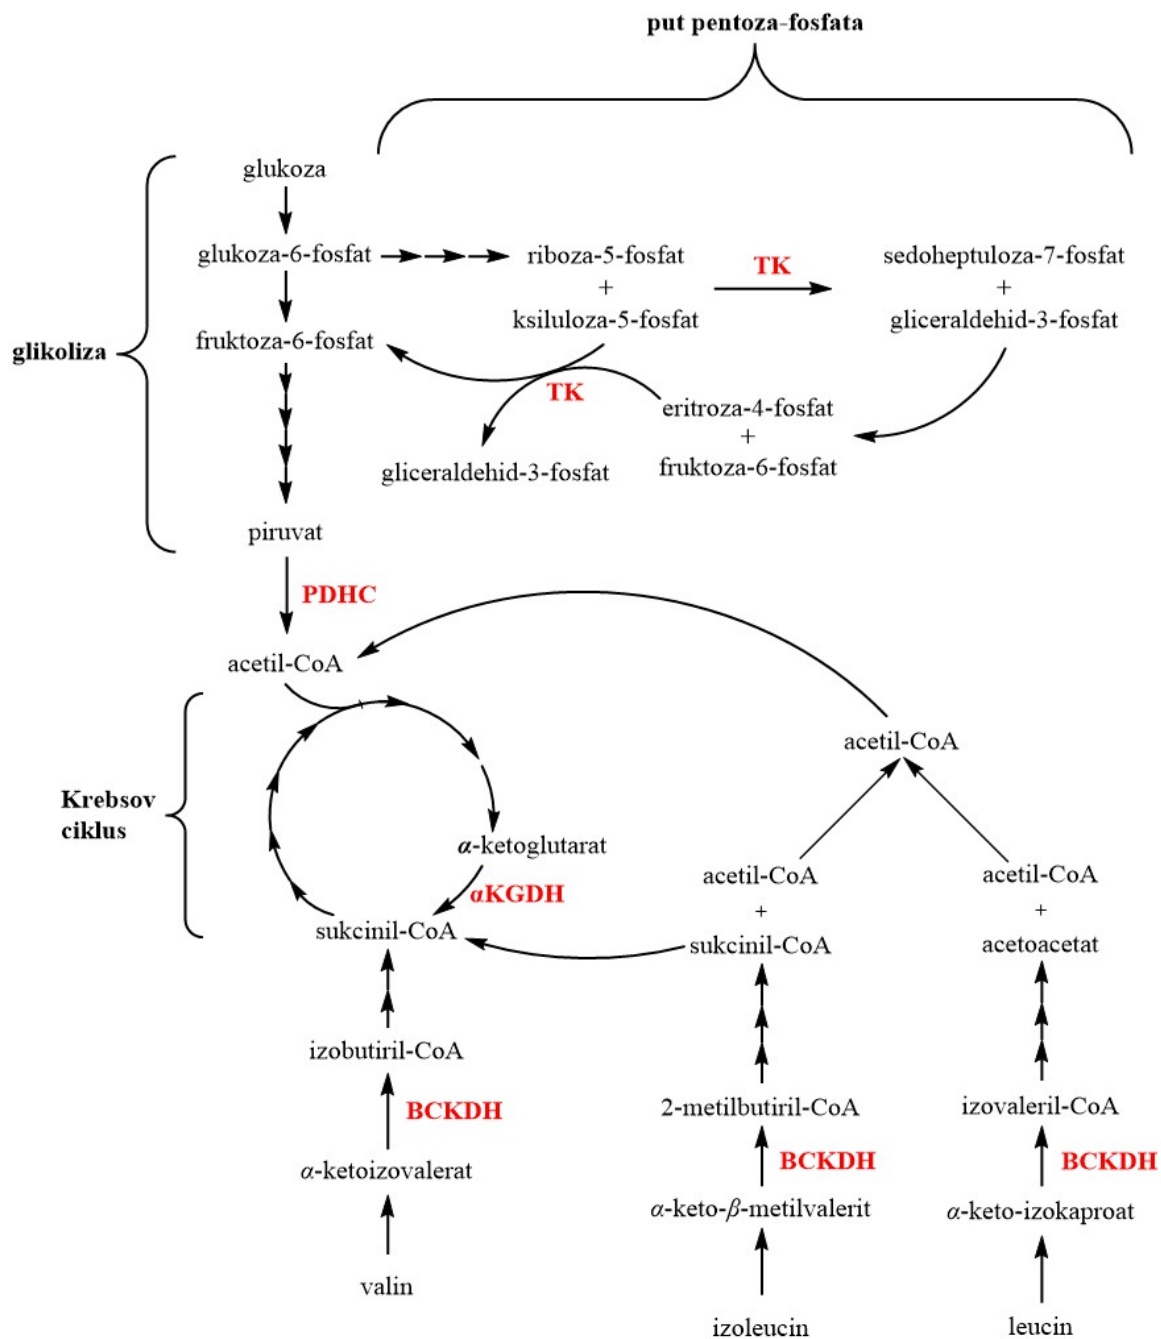 put pentoza-fosfata
glukoza
glukoza-6-fosfat
riboza-5-fosfat
+
ksiluloza-5-fosfat
TK
sedoheptuloza-7-fosfat
+
gliceraldehid-3-fosfat
glikoliza
fruktoza-6-fosfat
TK
eritroza-4-fosfat
+
fruktoza-6-fosfat
gliceraldehid-3-fosfat
piruvat
PDHC
acetil-CoA
acetil-CoA
Krebsov
ciklus
α-ketoglutarat
αKGDH
sukcinil-CoA
acetil-CoA
+
sukcinil-CoA
acetil-CoA
+
acetoacetat
izobutiril-CoA
BCKDH
α-ketoizovalerat
valin
2-metilbutiril-CoA
BCKDH
α-keto-β-metilvalerit
izoleucin
izovaleril-CoA
BCKDH
α-keto-izokaproat
leucin